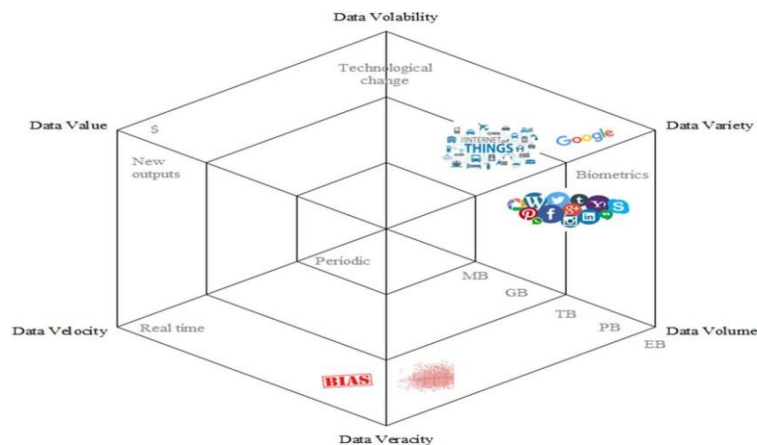 Data Volability
Technological
change
Data Value
$
Google
Data Variety
INTERNET of
THINGS
New
outputs
Biometrics
Periodic
MB
GB
TB
PB
EB
Data Velocity
Real time
Data Volume
BIAS
Data Veracity